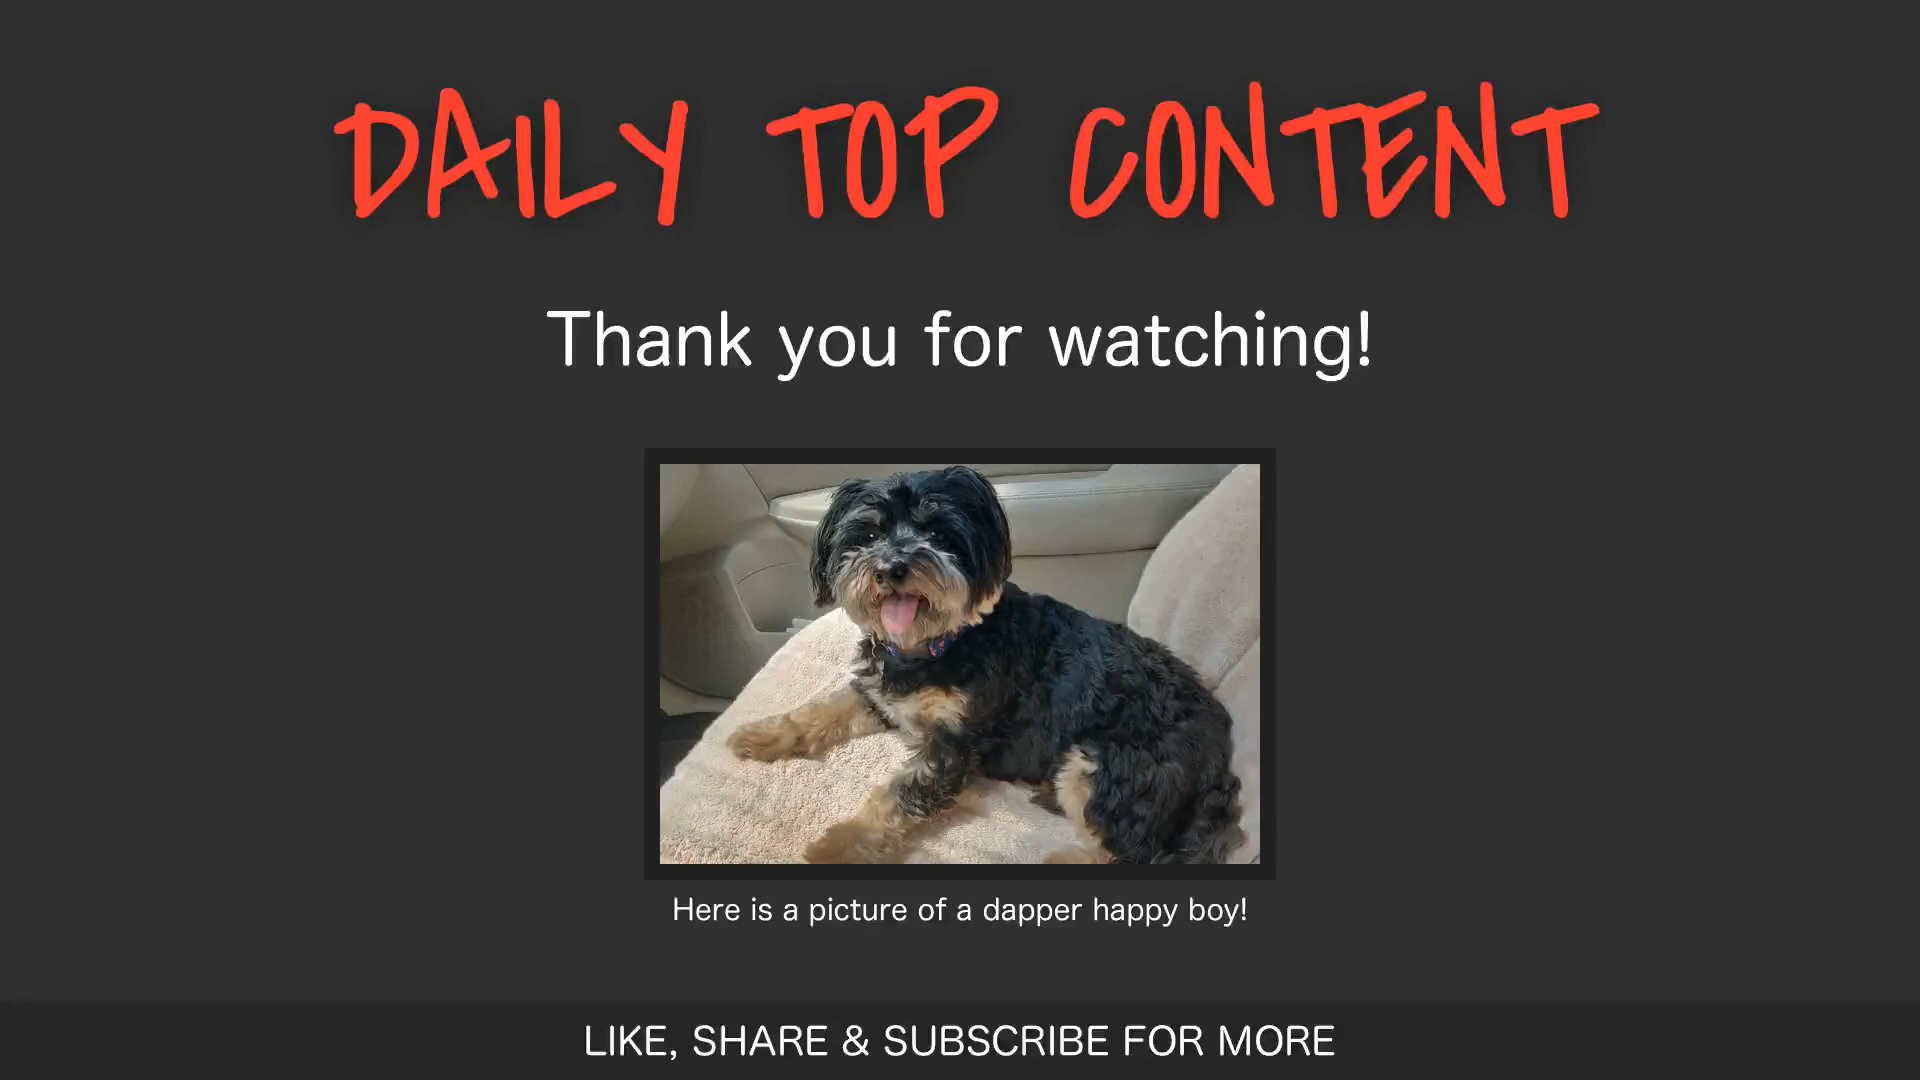 DAILY TOP CONTENT
Thank you for watching!
Here is a picture of a dapper happy boy!
LIKE, SHARE & SUBSCRIBE FOR MORE